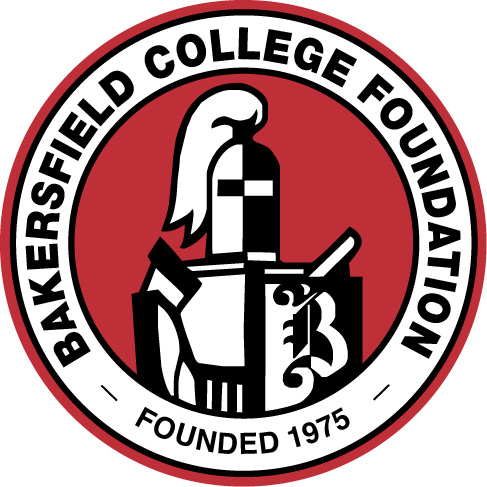 BAKERSFIELD COLLEGE FOUNDATION
B
FOUNDED 1975